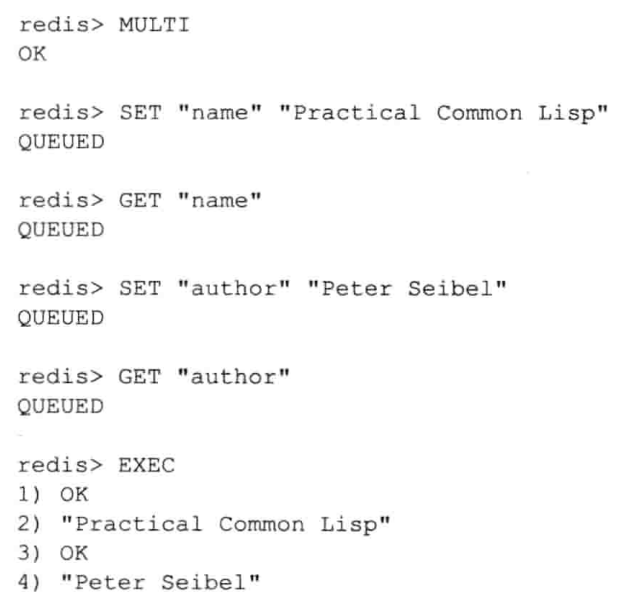 redis> MULTI
OK
redis> SET "name" "Practical Common Lisp"
QUEUED
redis> GET "name"
QUEUED
redis> SET "author" "Peter Seibel"
QUEUED
redis> GET "author"
QUEUED
redis> EXEC
1) OK
2) "Practical Common Lisp"
3) OK
4) "Peter Seibel"